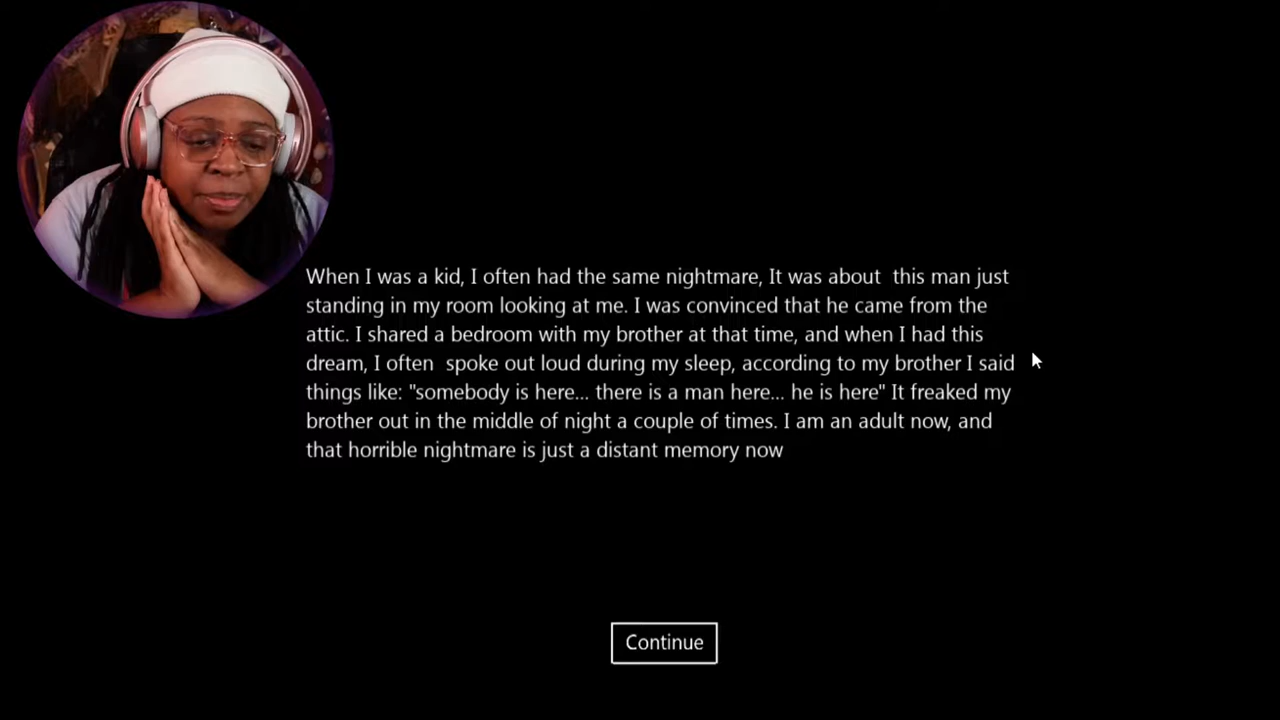 When I was a kid, I often had the same nightmare, It was about  this man just
standing in my room looking at me. I was convinced that he came from the
attic. I shared a bedroom with my brother at that time, and when I had this
dream, I often  spoke out loud during my sleep, according to my brother I said
things like: "somebody is here... there is a man here... he is here" It freaked my
brother out in the middle of night a couple of times. I am an adult now, and
that horrible nightmare is just a distant memory now
Continue